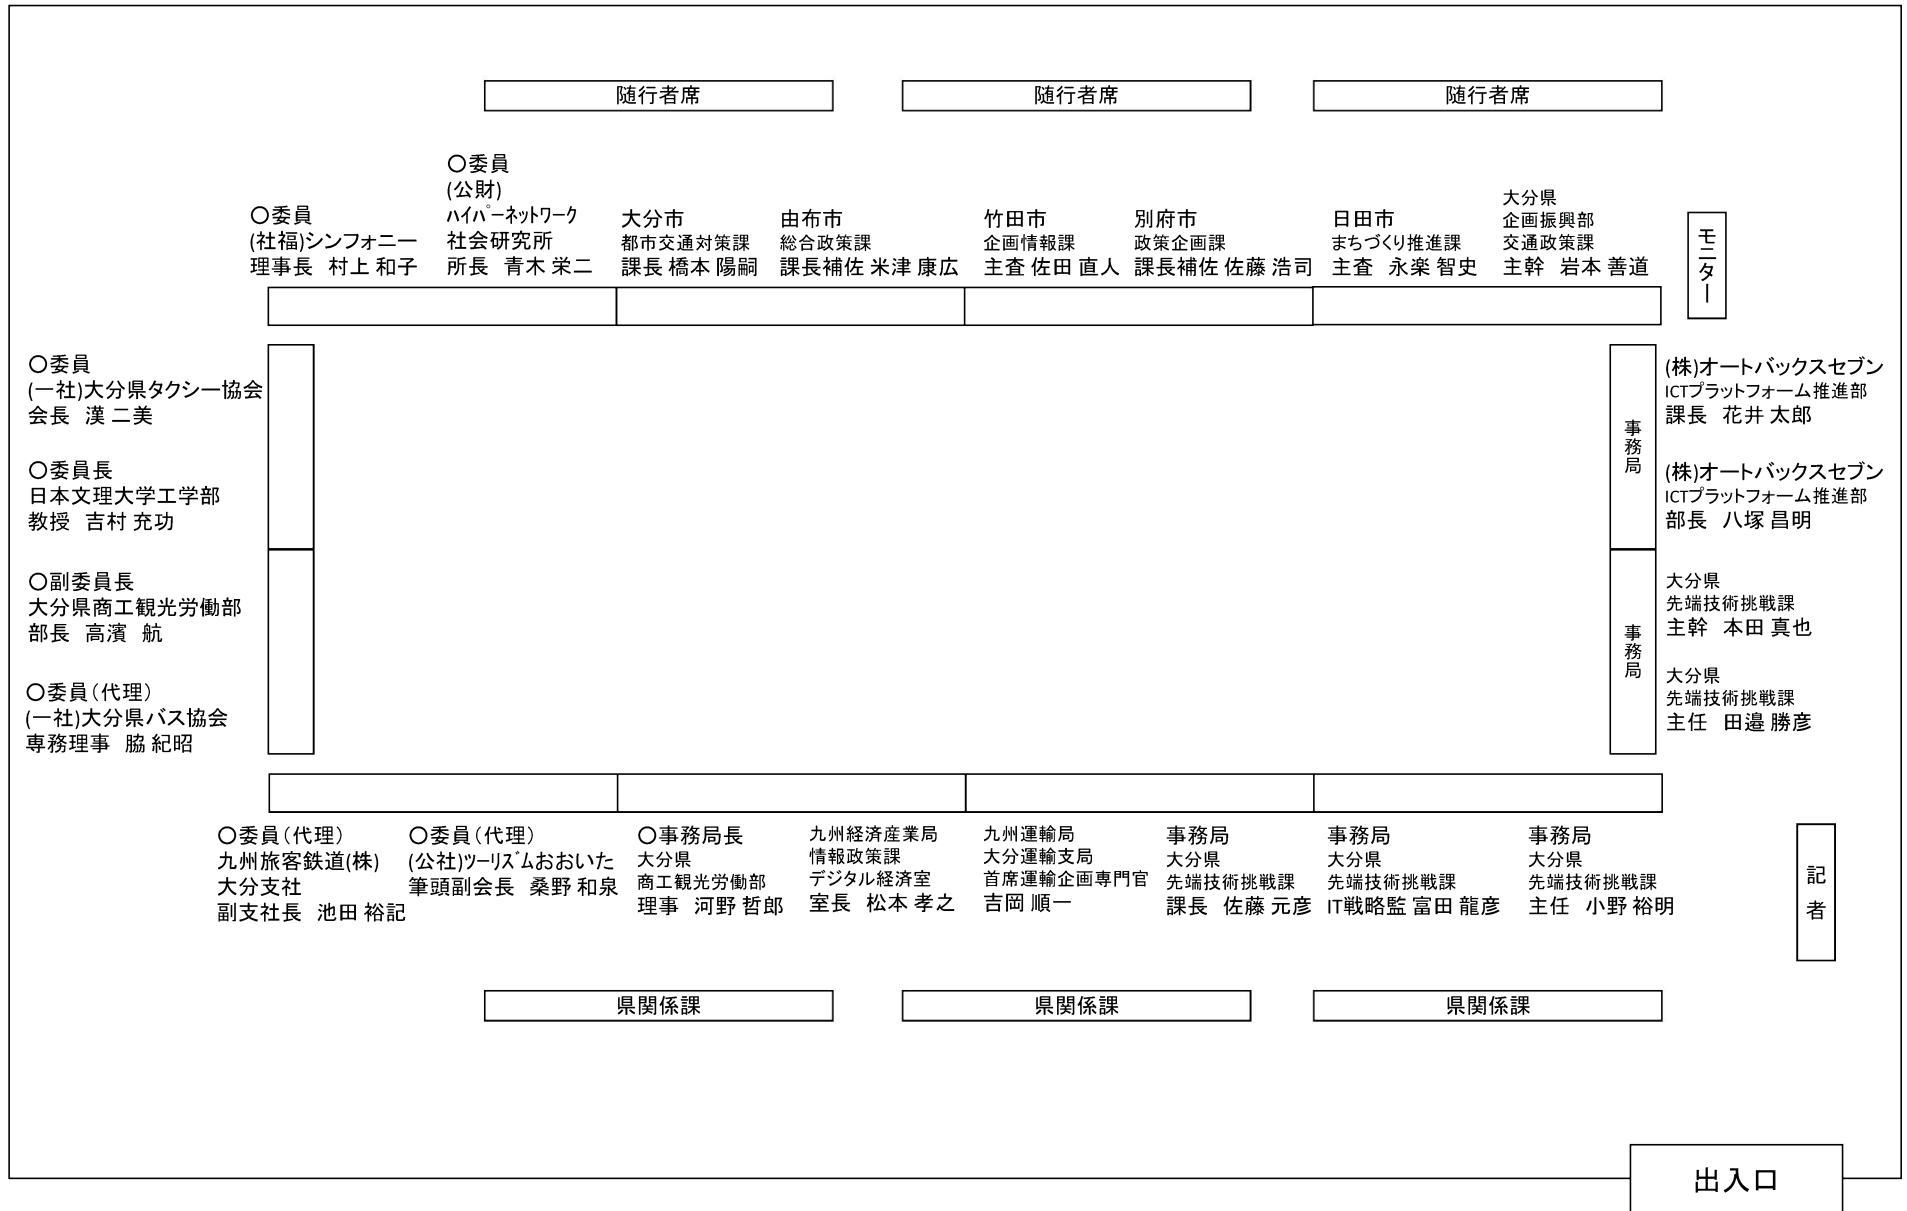 随行者席
随行者席
随行者席
〇委員
(社福)シンフォニー
理事長 村上 和子
〇委員
(公財)
ﾊｲﾊﾟｰﾈｯﾄﾜｰｸ
社会研究所
所長 青木 栄二
大分市
都市交通対策課
課長 橋本 陽嗣
由布市
総合政策課
課長補佐 米津 康広
竹田市
企画情報課
主査 佐田 直人
別府市
政策企画課
課長補佐 佐藤 浩司
日田市
まちづくり推進課
主査 永楽 智史
大分県
企画振興部
交通政策課
主幹 岩本 善道
モニター
〇委員
(一社)大分県タクシー協会
会長 漢 二美
〇委員長
日本文理大学工学部
教授 吉村 充功
〇副委員長
大分県商工観光労働部
部長 高濱 航
〇委員（代理）
(一社)大分県バス協会
専務理事 脇 紀昭
事務局
事務局
(株)オートバックスセブン
ICTプラットフォーム推進部
課長 花井 太郎
(株)オートバックスセブン
ICTプラットフォーム推進部
部長 八塚 昌明
大分県
先端技術挑戦課
主幹 本田 真也
大分県
先端技術挑戦課
主任 田邉 勝彦
〇委員（代理）
九州旅客鉄道(株)
大分支社
副支社長 池田 裕記
〇委員（代理）
(公社)ﾂｰﾘｽﾞﾑおおいた
筆頭副会長 桑野 和泉
〇事務局長
大分県
商工観光労働部
理事 河野 哲郎
九州経済産業局
情報政策課
デジタル経済室
室長 松本 孝之
九州運輸局
大分運輸支局
首席運輸企画専門官
吉岡 順一
事務局
大分県
先端技術挑戦課
課長 佐藤 元彦
事務局
大分県
先端技術挑戦課
IT戦略監 富田 龍彦
事務局
大分県
先端技術挑戦課
主任 小野 裕明
記者
県関係課
県関係課
県関係課
出入口